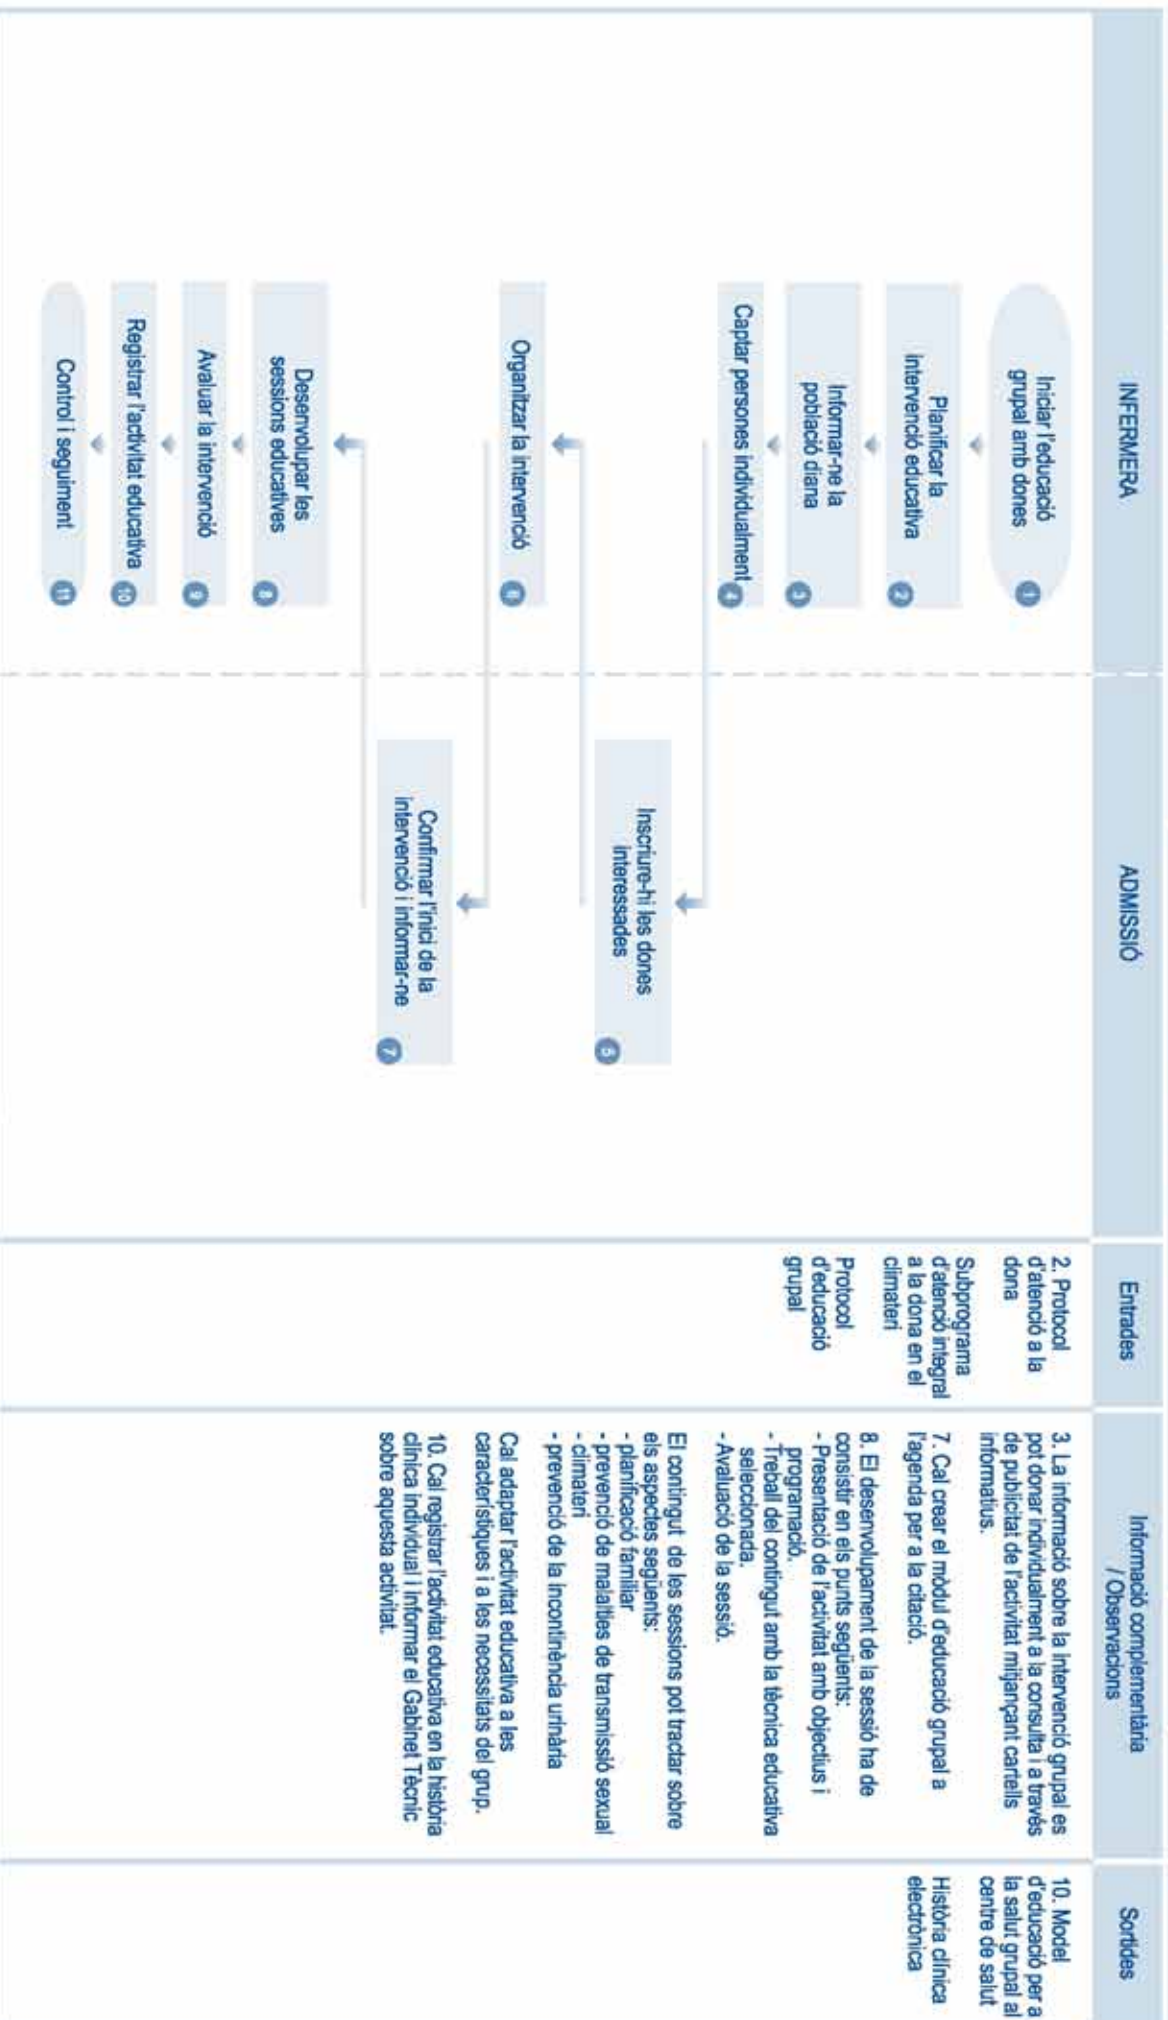 INFERMERA
ADMISSIÓ
Entrades
Informació complementària
/ Observacions
Sortides
Iniciar l'educació
grupal amb dones
1
Planificar la
intervenció educativa
2
Informar-ne la
població diana
3
Captar persones individualment
4
Inscriure-hi les dones
interessades
5
Organitzar la intervenció
6
Confirmar l'inici de la
intervenció i informar-ne
7
Desenvolupar les
sessions educatives
8
Avaluar la intervenció
9
Registrar l'activitat educativa
10
Control i seguiment
11
2. Protocol
d'atenció a la
dona
Subprograma
d'atenció integral
a la dona en el
climateri
Protocol
d'educació
grupal
3. La informació sobre la intervenció grupal es
pot donar individualment a la consulta i a través
de publicitat de l'activitat mitjançant cartells
informatius.
7. Cal crear el mòdul d'educació grupal a
l'agenda per a la citació.
8. El desenvolupament de la sessió ha de
consistir en els punts següents:
- Presentació de l'activitat amb objectius i
programació.
- Treball del contingut amb la tècnica educativa
seleccionada.
- Avaluació de la sessió.
El contingut de les sessions pot tractar sobre
els aspectes següents:
- planificació familiar
- prevenció de malalties de transmissió sexual
- climateri
- prevenció de la incontinència urinària
Cal adaptar l'activitat educativa a les
característiques i a les necessitats del grup.
10. Cal registrar l'activitat educativa en la història
clínica individual i informar el Gabinet Tècnic
sobre aquesta activitat.
10. Model
d'educació per a
la salut grupal al
centre de salut
Història clínica
electrònica